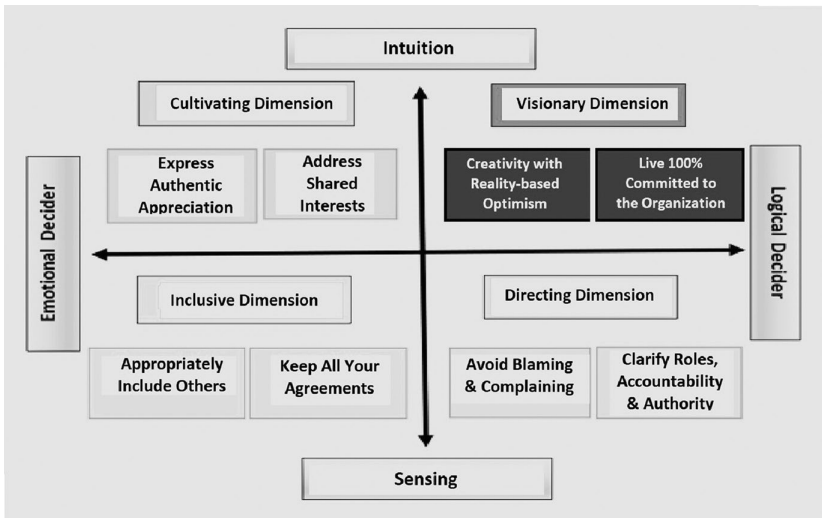 Intuition
Cultivating Dimension
Visionary Dimension
Express
Authentic
Appreciation
Address
Shared
Interests
Creativity with
Reality-based
Optimism
Live 100%
Committed to
the Organization
Emotional Decider
Logical Decider
Inclusive Dimension
Directing Dimension
Appropriately
Include Others
Keep All Your
Agreements
Avoid Blaming
& Complaining
Clarify Roles,
Accountability
& Authority
Sensing